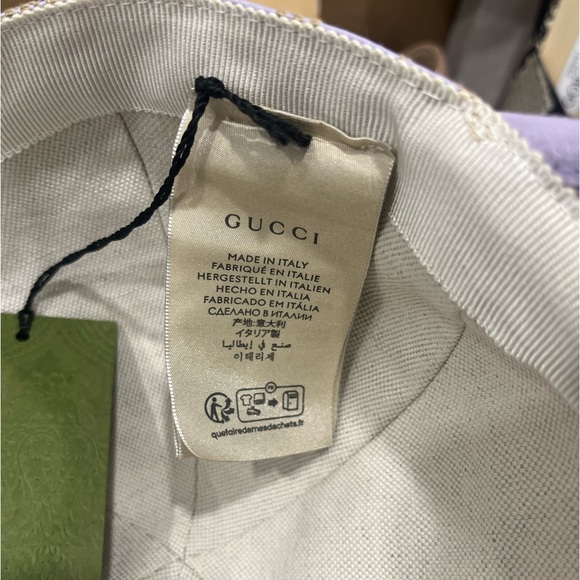 GUCCI
MADE IN ITALY
FABRIQUÉ EN ITALIE
HERGESTELLT IN ITALIEN
HECHO EN ITALIA
FABRICADO EM ITÁLIA
СДЕЛАНО В ИТАЛИИ
产地:意大利
イタリア製
صنع في إيطاليا
이태리제
FR
quefairedemesdechets.fr